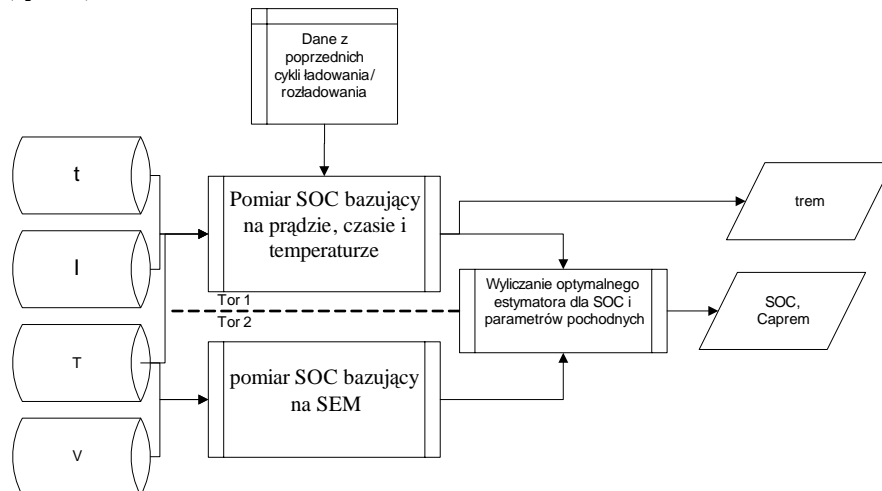 Dane z
poprzednich
cykli ładowania/
rozładowania
t
I
T
V
Pomiar SOC bazujący
na prądzie, czasie i
temperaturze
Tor 1
Tor 2
pomiar SOC bazujący
na SEM
Wyliczanie optymalnego
estymatora dla SOC i
parametrów pochodnych
trem
SOC,
Caprem